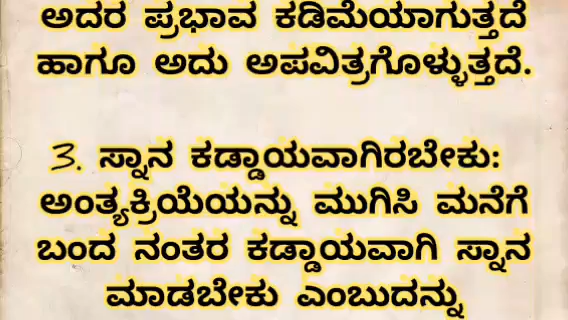 ಅದರ ಪ್ರಭಾವ ಕಡಿಮೆಯಾಗುತ್ತದೆ
ಹಾಗೂ ಅದು ಅಪವಿತ್ರಗೊಳ್ಳುತ್ತದೆ.
3. ಸ್ನಾನ ಕಡ್ಡಾಯವಾಗಿರಬೇಕು:
ಅಂತ್ಯಕ್ರಿಯೆಯನ್ನು ಮುಗಿಸಿ ಮನೆಗೆ
ಬಂದ ನಂತರ ಕಡ್ಡಾಯವಾಗಿ ಸ್ನಾನ
ಮಾಡಬೇಕು ಎಂಬುದನ್ನು